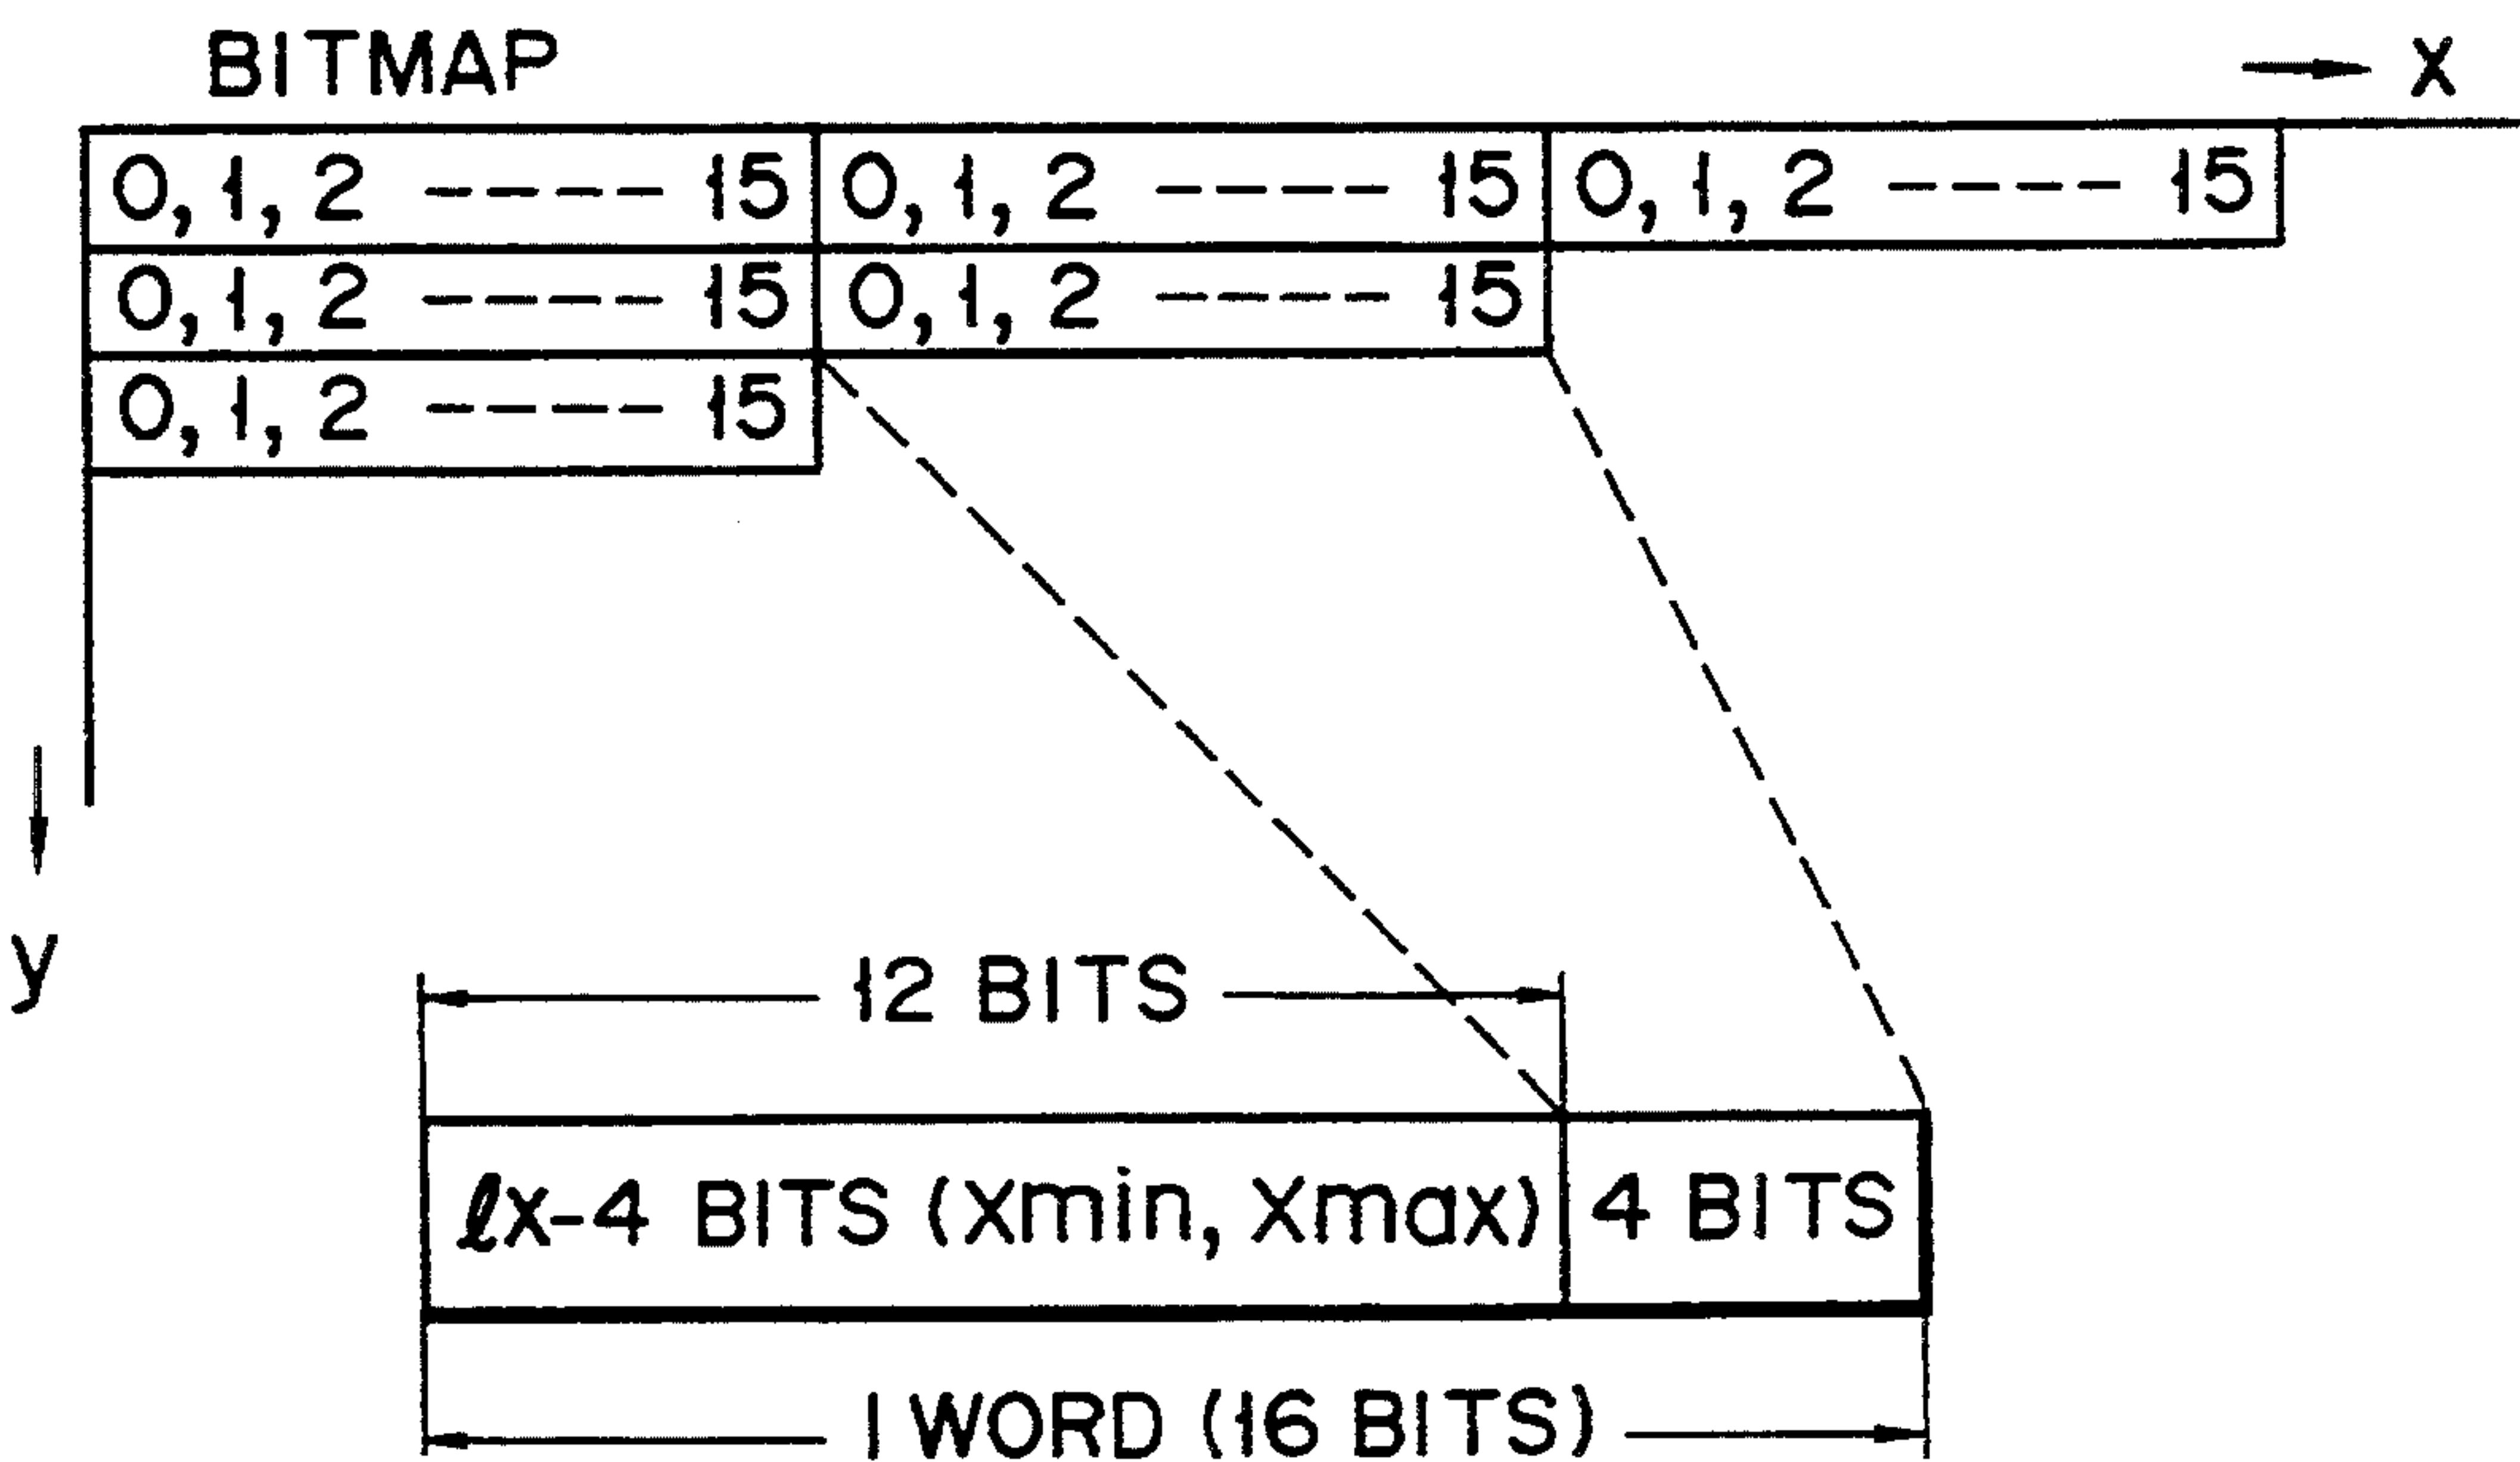 BITMAP
X
0, 1, 2 ---- 15 0, 1, 2 ---- 15 0, 1, 2 ---- 15
0, 1, 2 ---- 15 0, 1, 2 ---- 15
0, 1, 2 ---- 15
y
12 BITS
ℓx-4 BITS (Xmin, Xmax) 4 BITS
1 WORD (16 BITS)